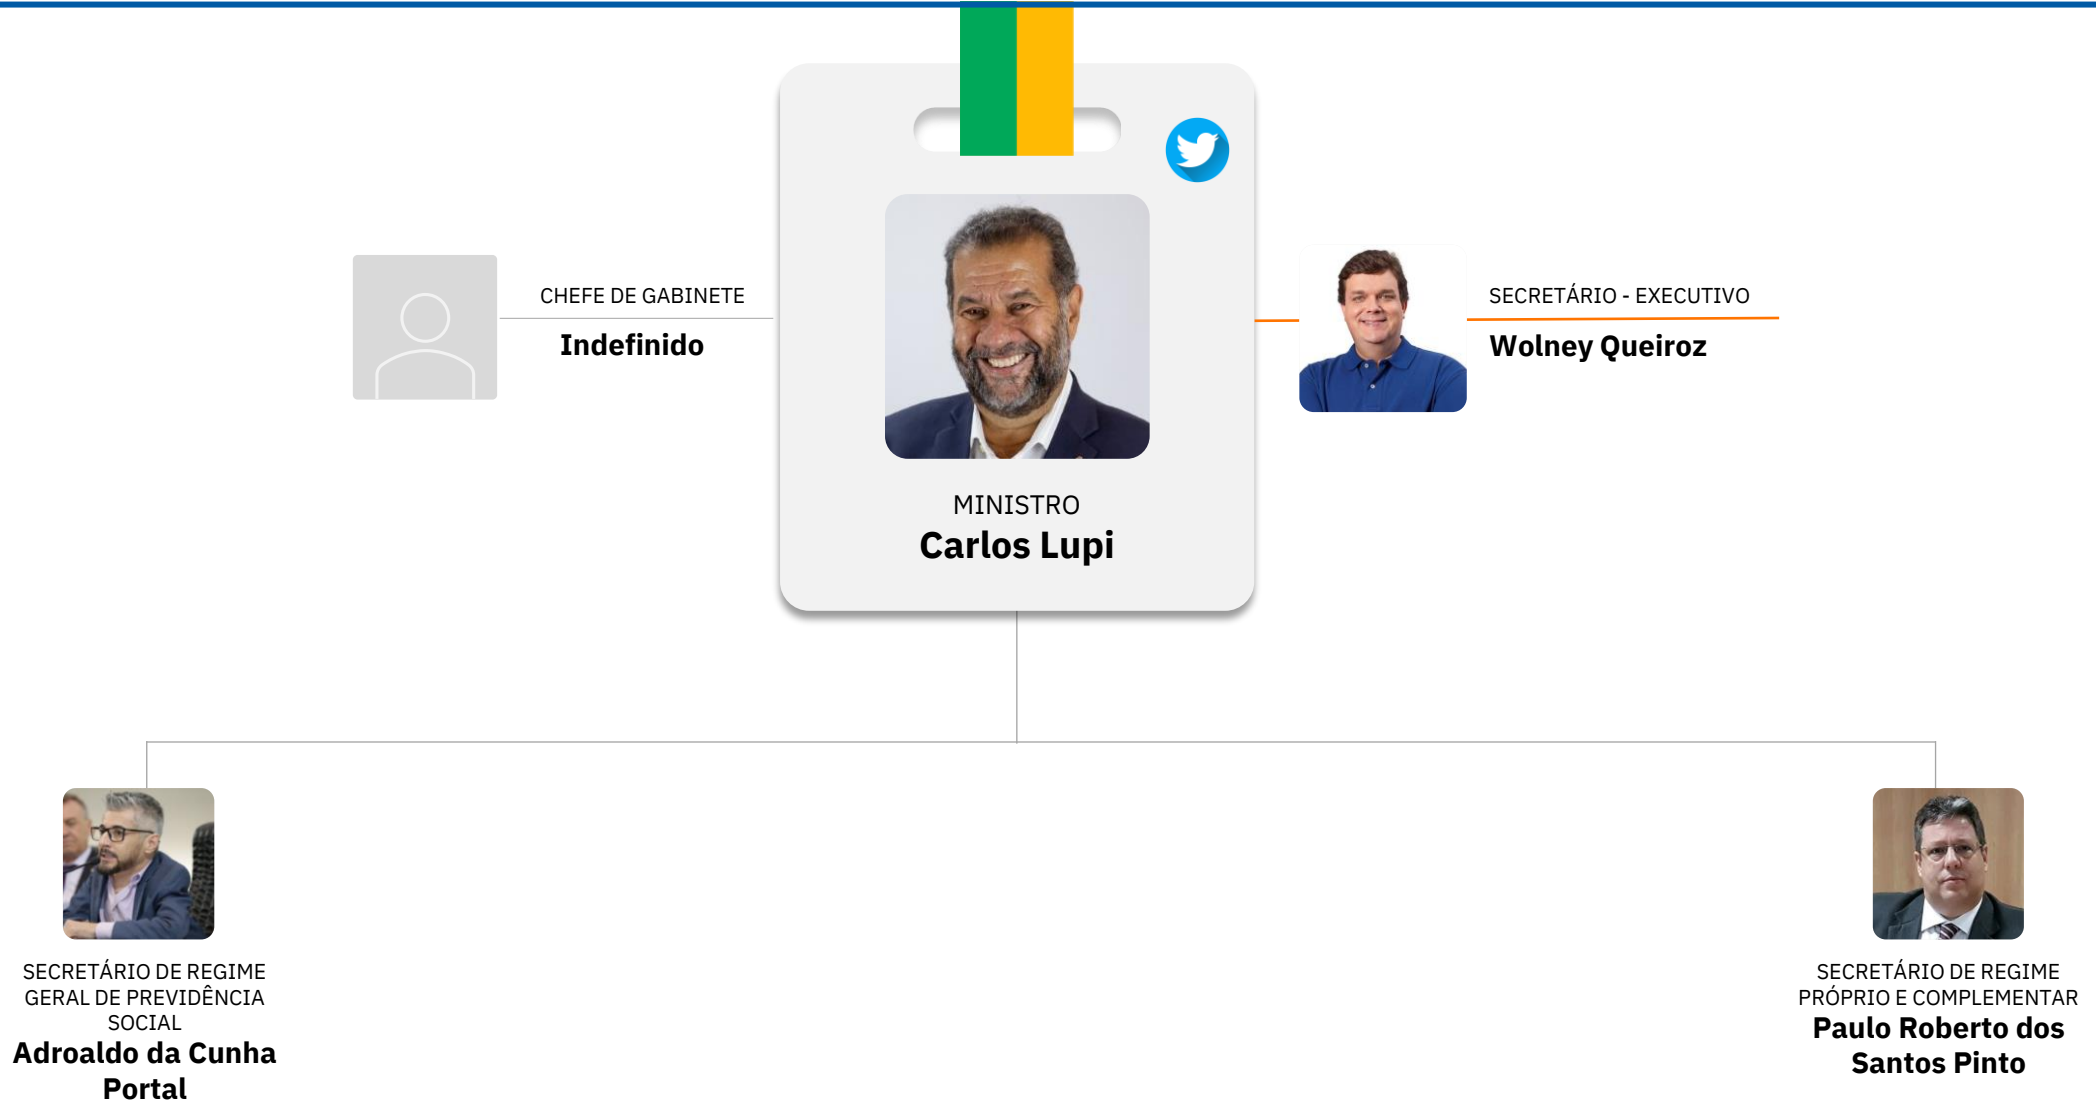 CHEFE DE GABINETE
Indefinido
MINISTRO
Carlos Lupi
SECRETÁRIO - EXECUTIVO
Wolney Queiroz
SECRETÁRIO DE REGIME
GERAL DE PREVIDÊNCIA
SOCIAL
Adroaldo da Cunha
Portal
SECRETÁRIO DE REGIME
PRÓPRIO E COMPLEMENTAR
Paulo Roberto dos
Santos Pinto